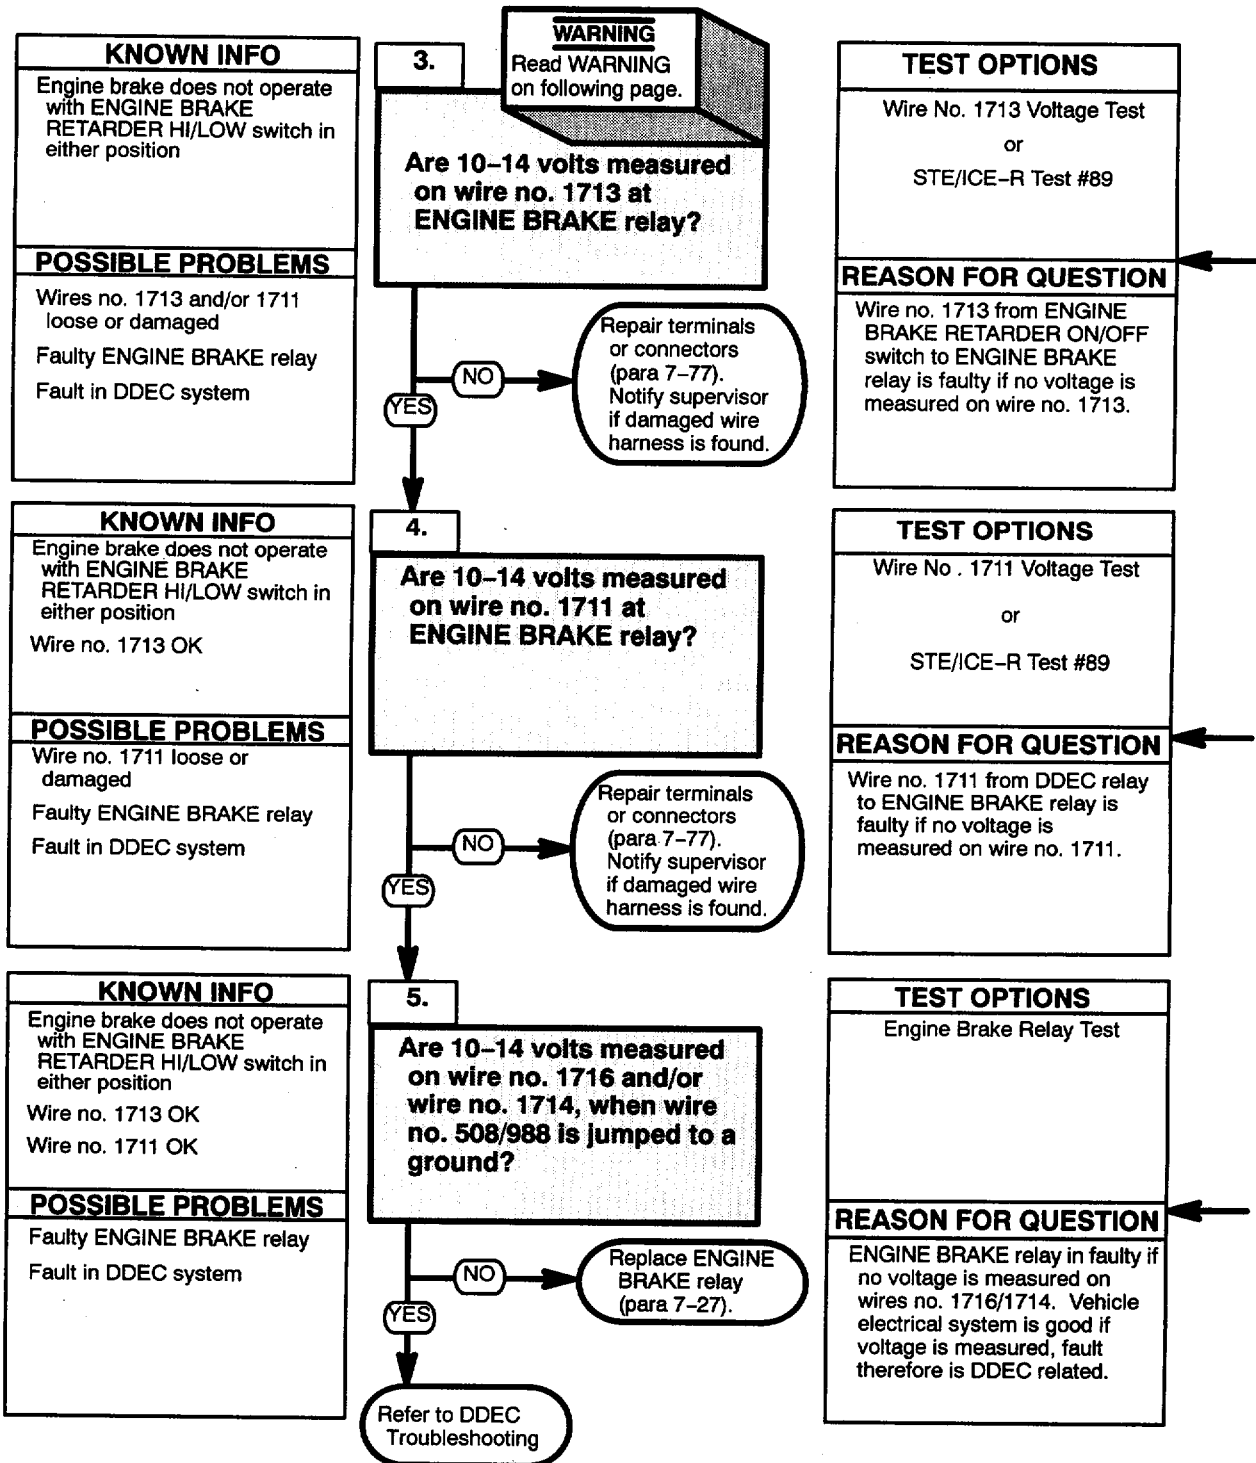 KNOWN INFO
Engine brake does not operate
with ENGINE BRAKE
RETARDER HI/LOW switch in
either position
POSSIBLE PROBLEMS
Wires no. 1713 and/or 1711
loose or damaged
Faulty ENGINE BRAKE relay
Fault in DDEC system
3.
WARNING
Read WARNING
on following page.
Are 10–14 volts measured
on wire no. 1713 at
ENGINE BRAKE relay?
NO
YES
Repair terminals
or connectors
(para 7–77).
Notify supervisor
if damaged wire
harness is found.
TEST OPTIONS
Wire No. 1713 Voltage Test
or
STE/ICE–R Test #89
REASON FOR QUESTION
Wire no. 1713 from ENGINE
BRAKE RETARDER ON/OFF
switch to ENGINE BRAKE
relay is faulty if no voltage is
measured on wire no. 1713.
KNOWN INFO
Engine brake does not operate
with ENGINE BRAKE
RETARDER HI/LOW switch in
either position
Wire no. 1713 OK
POSSIBLE PROBLEMS
Wire no. 1711 loose or
damaged
Faulty ENGINE BRAKE relay
Fault in DDEC system
4.
Are 10–14 volts measured
on wire no. 1711 at
ENGINE BRAKE relay?
NO
YES
Repair terminals
or connectors
(para 7–77).
Notify supervisor
if damaged wire
harness is found.
TEST OPTIONS
Wire No . 1711 Voltage Test
or
STE/ICE–R Test #89
REASON FOR QUESTION
Wire no. 1711 from DDEC relay
to ENGINE BRAKE relay is
faulty if no voltage is
measured on wire no. 1711.
KNOWN INFO
Engine brake does not operate
with ENGINE BRAKE
RETARDER HI/LOW switch in
either position
Wire no. 1713 OK
Wire no. 1711 OK
POSSIBLE PROBLEMS
Faulty ENGINE BRAKE relay
Fault in DDEC system
5.
Are 10–14 volts measured
on wire no. 1716 and/or
wire no. 1714, when wire
no. 508/988 is jumped to a
ground?
NO
YES
Replace ENGINE
BRAKE relay
(para 7–27).
Refer to DDEC
Troubleshooting
TEST OPTIONS
Engine Brake Relay Test
REASON FOR QUESTION
ENGINE BRAKE relay in faulty if
no voltage is measured on
wires no. 1716/1714. Vehicle
electrical system is good if
voltage is measured, fault
therefore is DDEC related.